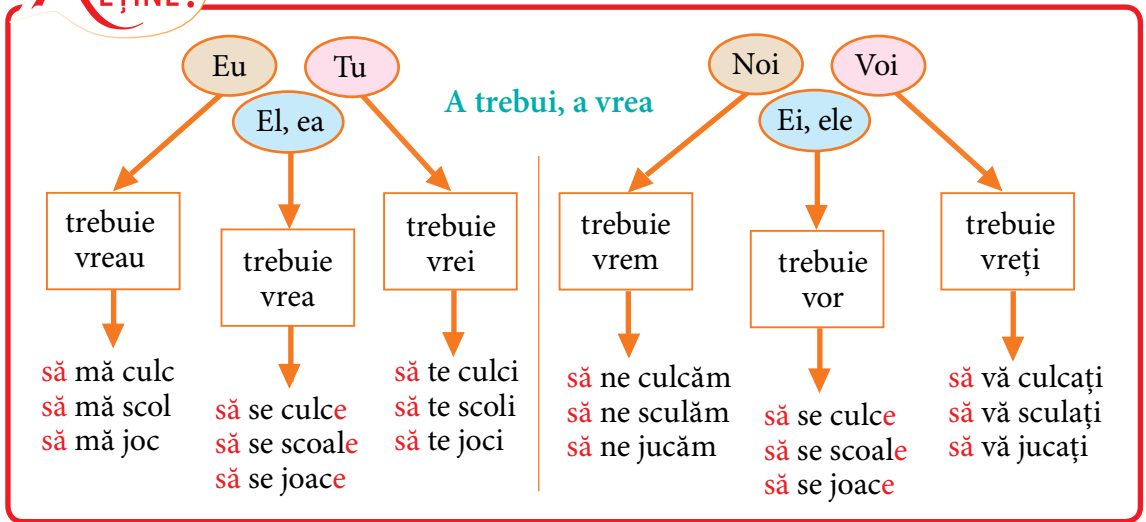 EȚINE!
A trebui, a vrea
Eu
trebuie
vreau
să mă culc
să mă scol
să mă joc
El, ea
trebuie
vrea
să se culce
să se scoale
să se joace
Tu
trebuie
vrei
să te culci
să te scoli
să te joci
Noi
trebuie
vrem
să ne culcăm
să ne sculăm
să ne jucăm
Ei, ele
trebuie
vor
să se culce
să se scoale
să se joace
Voi
trebuie
vreți
să vă culcați
să vă sculați
să vă jucați